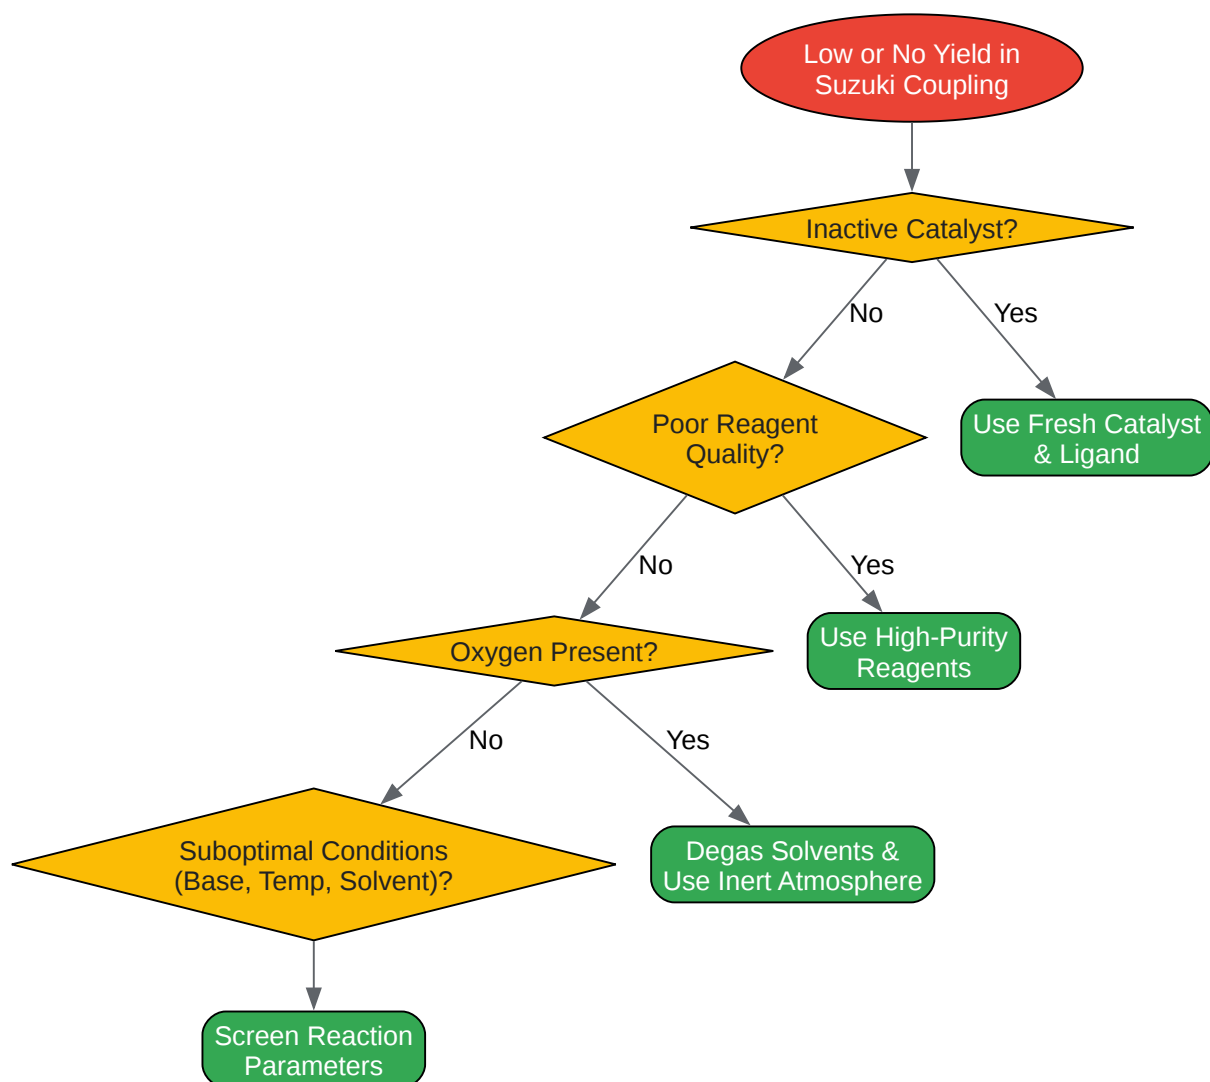 Low or No Yield in
Suzuki Coupling
Inactive Catalyst?
No
Yes
Poor Reagent
Quality?
Use Fresh Catalyst
& Ligand
No
Yes
Oxygen Present?
Use High-Purity
Reagents
No
Yes
Suboptimal Conditions
(Base, Temp, Solvent)?
Degas Solvents &
Use Inert Atmosphere
Screen Reaction
Parameters